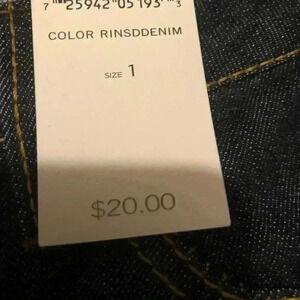 7 25942 05193 3
COLOR RINSDDENIM
SIZE 1
$20.00